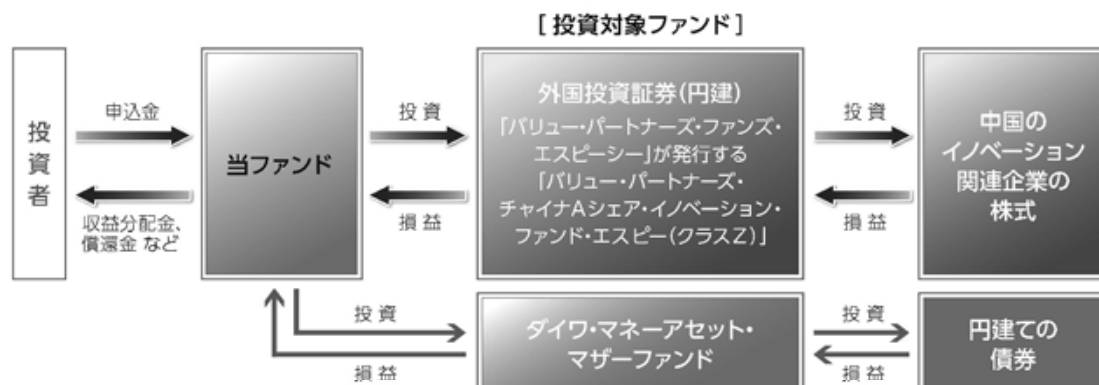 [投資対象ファンド]
投資者
申込金
収益分配金、
償還金 など
当ファンド
投資
損益
外国投資証券(円建)
「バリュー・パートナーズ・ファンズ・
エスピーシー」が発行する
「バリュー・パートナーズ・
チャイナAシェア・イノベーション・
ファンド・エスピー(クラスZ)」
投資
損益
中国の
イノベーション
関連企業の
株式
投資
損益
ダイワ・マネーアセット・
マザーファンド
投資
損益
円建ての
債券